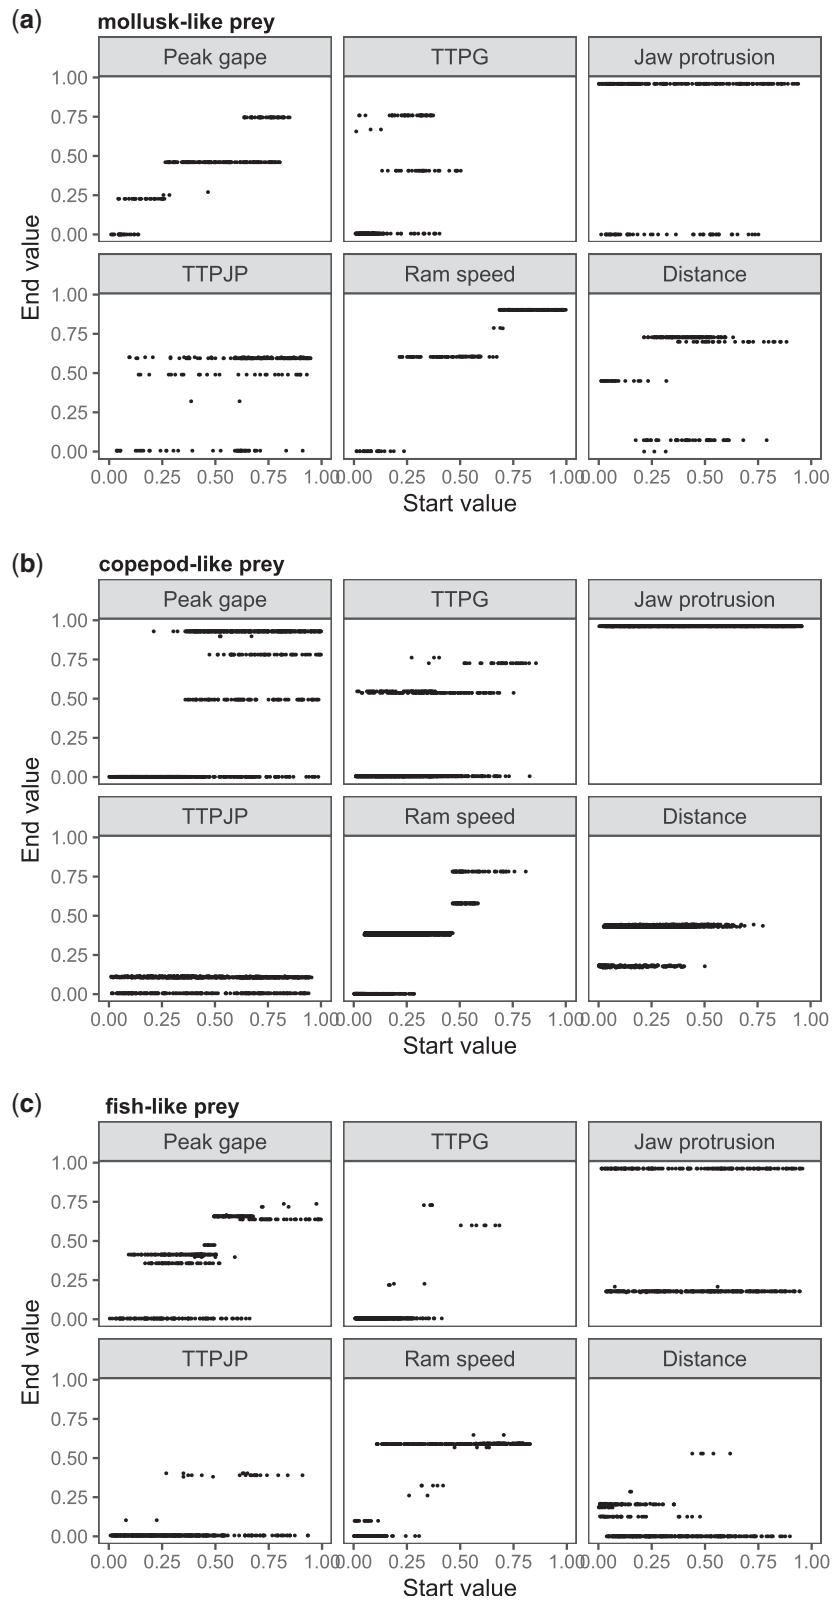 (a) mollusk-like prey
Peak gape TTPG Jaw protrusion
1.00
0.75
0.50
0.25
0.00
TTPJP Ram speed Distance
1.00
0.75
0.50
0.25
0.00
End value
0.00 0.25 0.50 0.75 1.00 0.00 0.25 0.50 0.75 1.00 0.00 0.25 0.50 0.75 1.00
Start value
(b) copepod-like prey
Peak gape TTPG Jaw protrusion
1.00
0.75
0.50
0.25
0.00
TTPJP Ram speed Distance
1.00
0.75
0.50
0.25
0.00
End value
0.00 0.25 0.50 0.75 1.00 0.00 0.25 0.50 0.75 1.00 0.00 0.25 0.50 0.75 1.00
Start value
(c) fish-like prey
Peak gape TTPG Jaw protrusion
1.00
0.75
0.50
0.25
0.00
TTPJP Ram speed Distance
1.00
0.75
0.50
0.25
0.00
End value
0.00 0.25 0.50 0.75 1.00 0.00 0.25 0.50 0.75 1.00 0.00 0.25 0.50 0.75 1.00
Start value